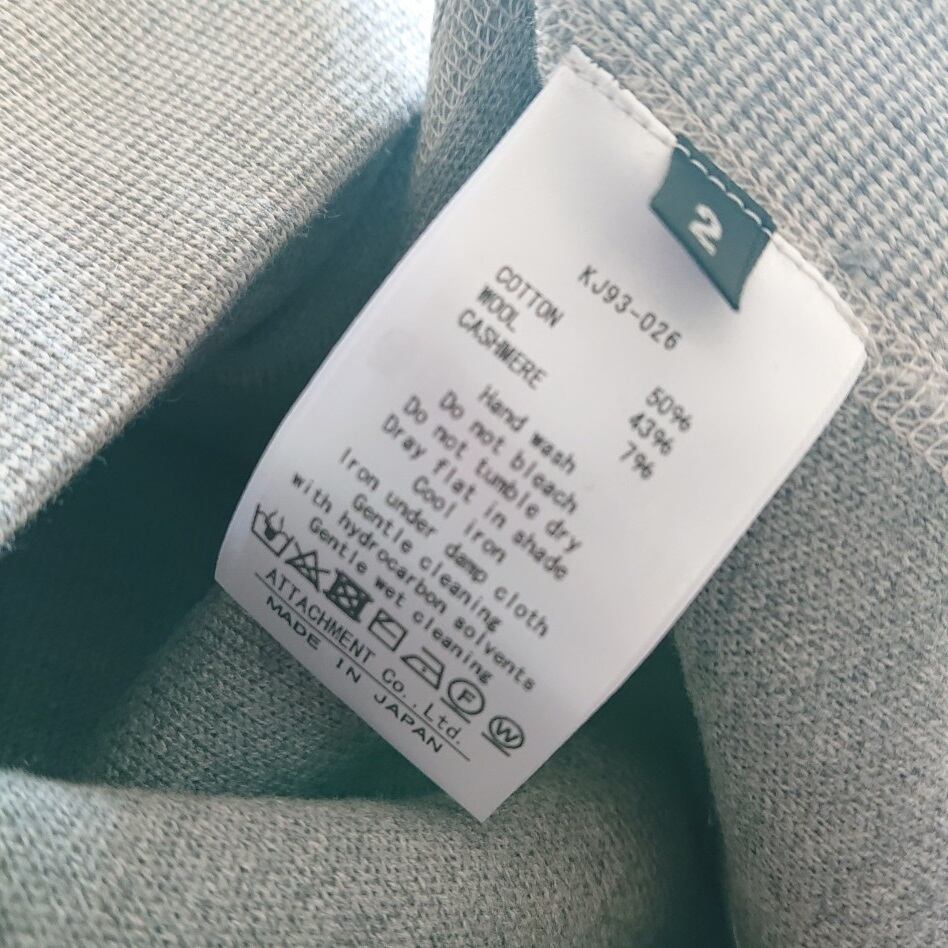 2
KJ93-026
COTTON 50%
WOOL 43%
CASHMERE 7%
Hand wash
Do not bleach
Do not tumble dry
Dray flat in shade
Cool iron
Iron under damp cloth
Gentle cleaning
with hydrocarbon solvents
Gentle wet cleaning
F W
ATTACHMENT Co.,Ltd.
MADE IN JAPAN